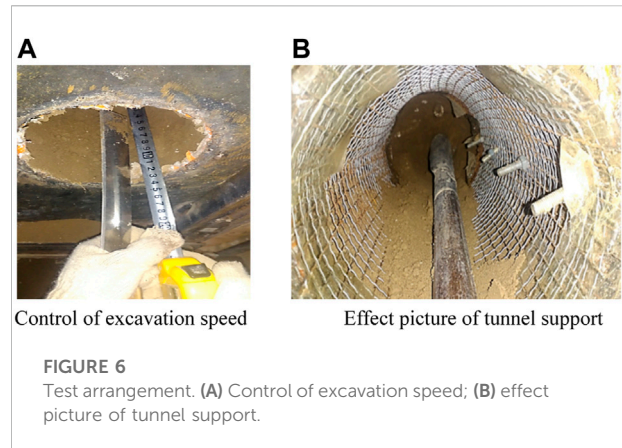 A
B
Control of excavation speed
Effect picture of tunnel support
FIGURE 6
Test arrangement. (A) Control of excavation speed; (B) effect
picture of tunnel support.